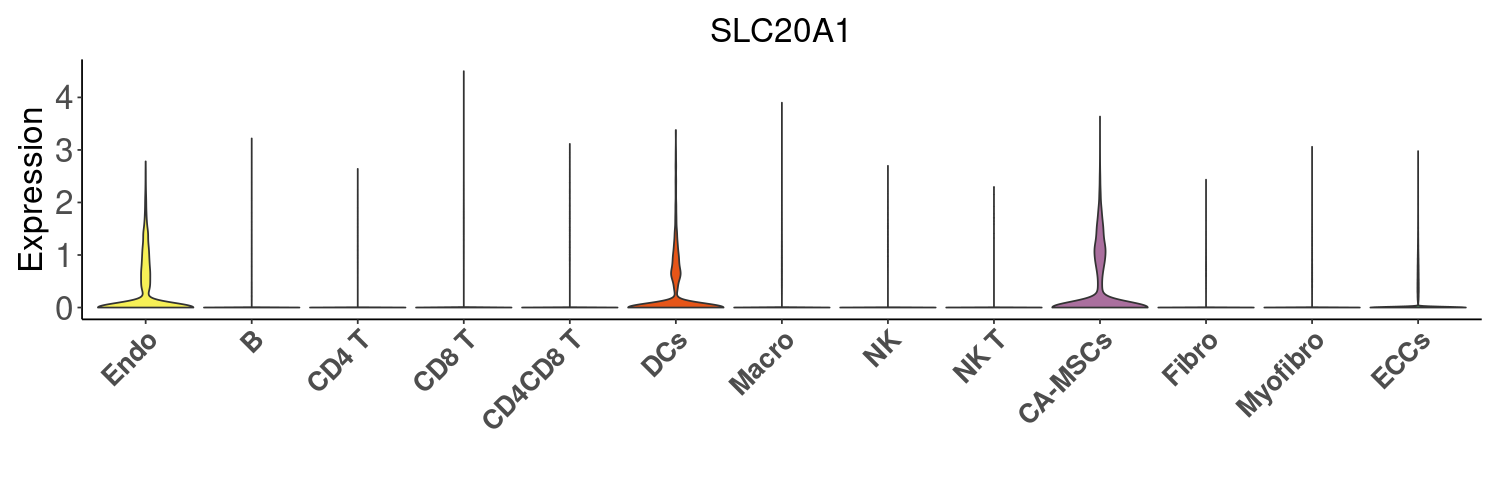 SLC20A1
Expression
4
3
2
1
0
Endo
B
CD4 T
CD8 T
CD4CD8 T
DCs
Macro
NK
NK T
CA-MSCs
Fibro
Myofibro
ECCs